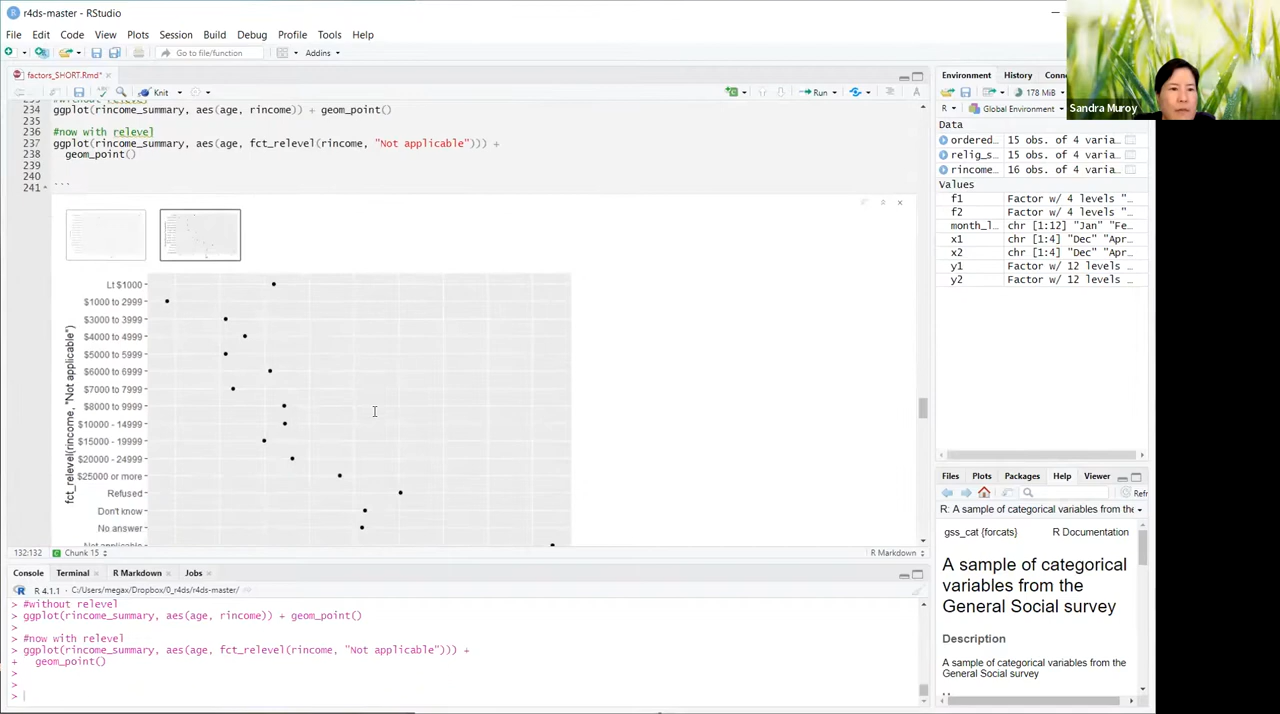 r4ds-master - RStudio
File Edit Code View Plots Session Build Debug Profile Tools Help
Go to file/function Addins
Sandra Muroy
factors_SHORT.Rmd*
Knit Run
234 ggplot(rincome_summary, aes(age, rincome)) + geom_point()
235
236 #now with relevel
237 ggplot(rincome_summary, aes(age, fct_relevel(rincome, "Not applicable"))) +
238 geom_point()
239
240
241 ```
fct_relevel(rincome, "Not applicable")
Lt $1000
$1000 to 2999
$3000 to 3999
$4000 to 4999
$5000 to 5999
$6000 to 6999
$7000 to 7999
$8000 to 9999
$10000 - 14999
$15000 - 19999
$20000 - 24999
$25000 or more
Refused
Don't know
No answer
Not applicable
132:132 Chunk 15 R Markdown
Console Terminal R Markdown Jobs
R 4.1.1 · C:/Users/megax/Dropbox/0_r4ds/r4ds-master/
> #without relevel
> ggplot(rincome_summary, aes(age, rincome)) + geom_point()
>
> #now with relevel
> ggplot(rincome_summary, aes(age, fct_relevel(rincome, "Not applicable"))) +
+ geom_point()
>
>
>
Environment History Conn
178 MiB
R Global Environment
Data
ordered… 15 obs. of 4 varia…
relig_s… 15 obs. of 4 varia…
rincome… 16 obs. of 4 varia…
Values
f1 Factor w/ 4 levels "…
f2 Factor w/ 4 levels "…
month_l… chr [1:12] "Jan" "Fe…
x1 chr [1:4] "Dec" "Apr…
x2 chr [1:4] "Dec" "Apr…
y1 Factor w/ 12 levels …
y2 Factor w/ 12 levels …
Files Plots Packages Help Viewer
Refr
R: A sample of categorical variables from the
gss_cat {forcats} R Documentation
A sample of categorical
variables from the
General Social survey
Description
A sample of categorical variables from the
General Social survey